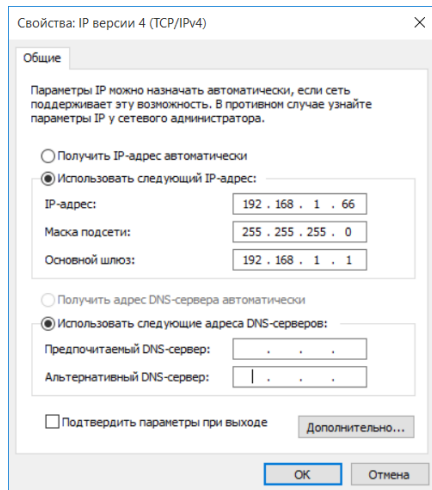 Свойства: IP версии 4 (TCP/IPv4)
Общие
Параметры IP можно назначать автоматически, если сеть
поддерживает эту возможность. В противном случае узнайте
параметры IP у сетевого администратора.
Получить IP-адрес автоматически
Использовать следующий IP-адрес:
IP-адрес: 192 . 168 . 1 . 66
Маска подсети: 255 . 255 . 255 . 0
Основной шлюз: 192 . 168 . 1 . 1
Получить адрес DNS-сервера автоматически
Использовать следующие адреса DNS-серверов:
Предпочитаемый DNS-сервер: . . .
Альтернативный DNS-сервер: . . .
Подтвердить параметры при выходе
Дополнительно...
OK Отмена